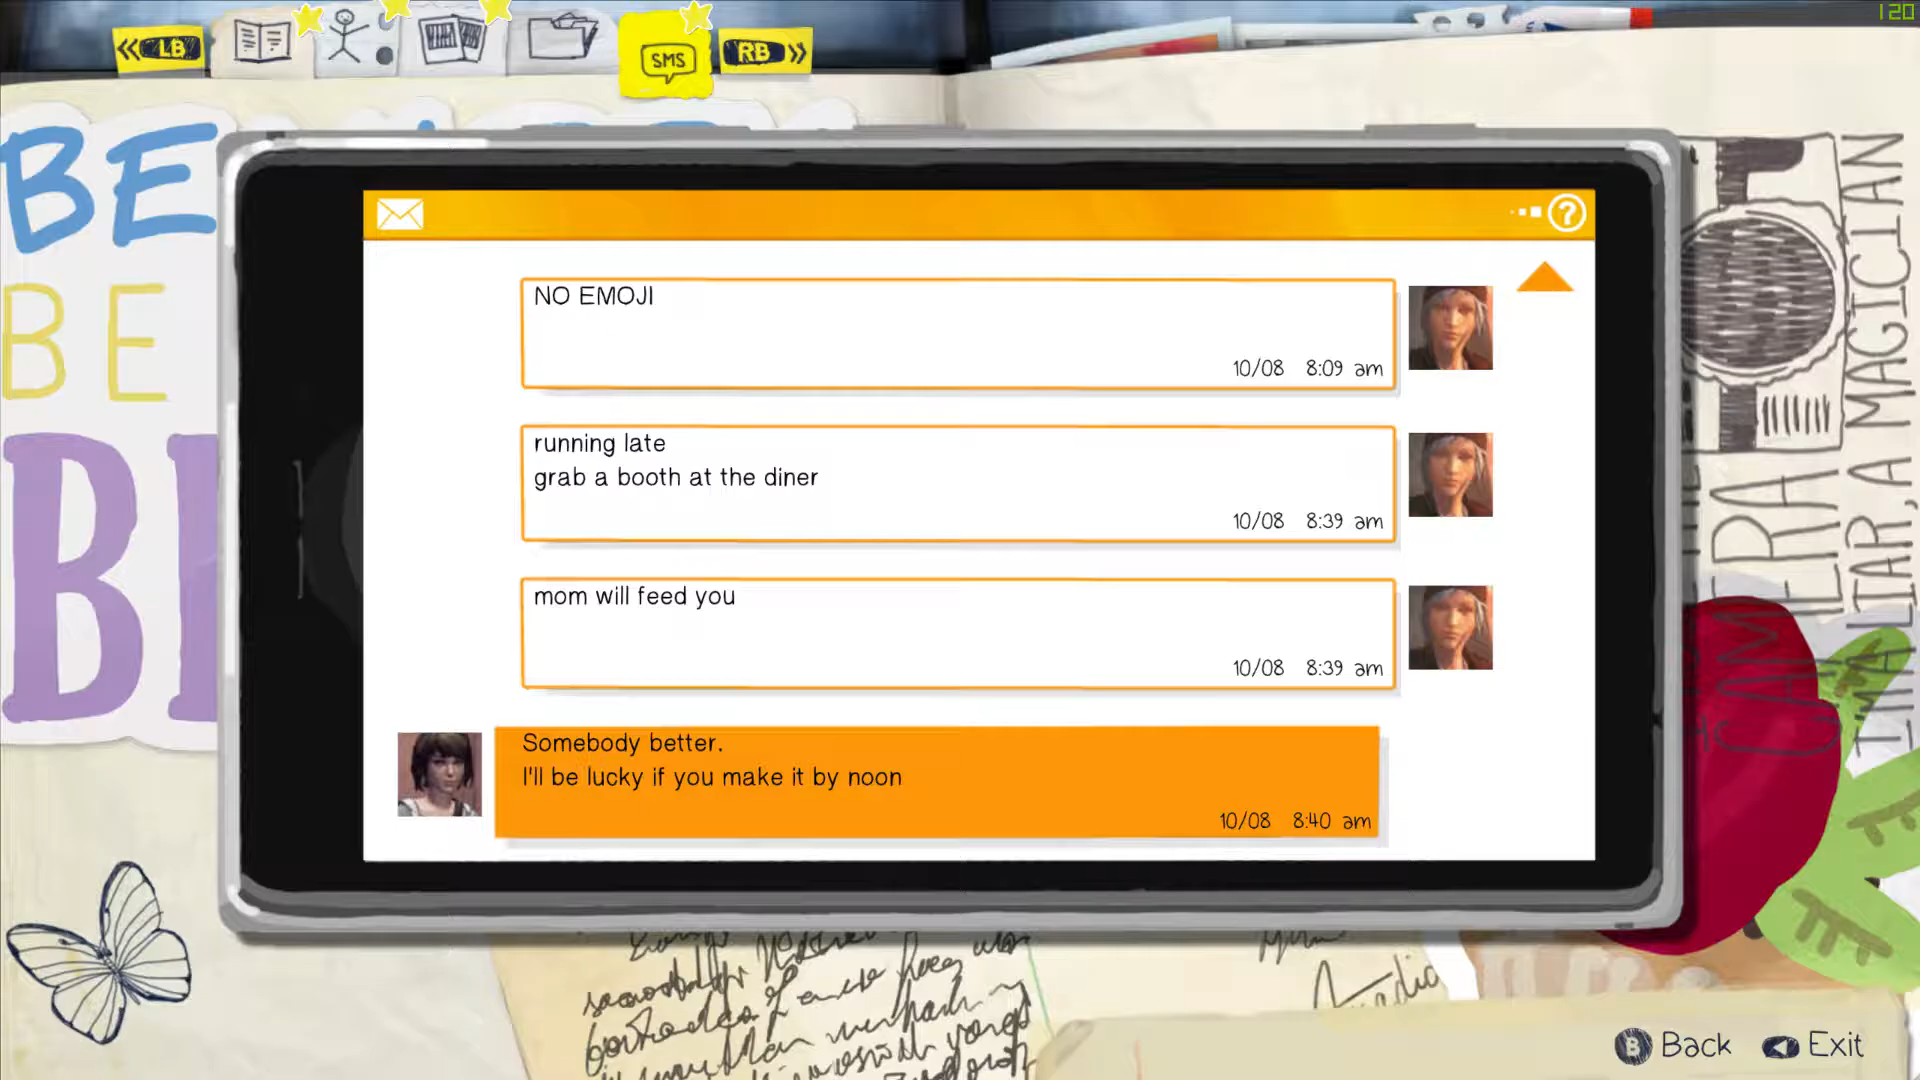 120
LB
SMS
RB
BE
BE
NO EMOJI
10/08 8:09 am
running late
grab a booth at the diner
10/08 8:39 am
mom will feed you
10/08 8:39 am
Somebody better.
I'll be lucky if you make it by noon
10/08 8:40 am
I'M A LIAR, A MAGICIAN
Back
Exit